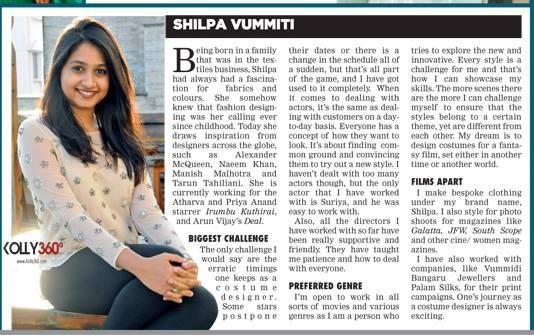 SHILPA VUMMITI
Being born in a family
that was in the tex-
tiles business, Shilpa
had always had a fascina-
tion for fabrics and
colours. She somehow
knew that fashion design-
ing was her calling ever
since childhood. Today she
draws inspiration from
designers across the globe,
such as Alexander
McQueen, Naeem Khan,
Manish Malhotra and
Tarun Tahiliani. She is
currently working for the
Atharva and Priya Anand
starrer Irumbu Kuthirai,
and Arun Vijay's Deal.
BIGGEST CHALLENGE
The only challenge I
would say are the
erratic timings
one keeps as a
costume
designer.
Some stars
postpone
their dates or there is a
change in the schedule all of
a sudden, but that's all part
of the game, and I have got
used to it completely. When
it comes to dealing with
actors, it's the same as deal-
ing with customers on a day-
to-day basis. Everyone has a
concept of how they want to
look. It's about finding com-
mon ground and convincing
them to try out a new style. I
haven't dealt with too many
actors though, but the only
actor that I have worked
with is Suriya, and he was
easy to work with.
Also, all the directors I
have worked with so far have
been really supportive and
friendly. They have taught
me patience and how to deal
with everyone.
PREFERRED GENRE
I'm open to work in all
sorts of movies and various
genres as I am a person who
tries to explore the new and
innovative. Every style is a
challenge for me and that's
how I can showcase my
skills. The more scenes there
are the more I can challenge
myself to ensure that the
styles belong to a certain
theme, yet are different from
each other. My dream is to
design costumes for a fanta-
sy film, set either in another
time or another world.
FILMS APART
I make bespoke clothing
under my brand name,
Shilpa. I also style for photo
shoots for magazines like
Galatta, JFW, South Scope
and other cine/ women mag-
azines.
I have also worked with
companies, like Vummidi
Bangaru Jewellers and
Palam Silks, for their print
campaigns. One's journey as
a costume designer is always
exciting.
KOLLY360°
www.Kolly360.com